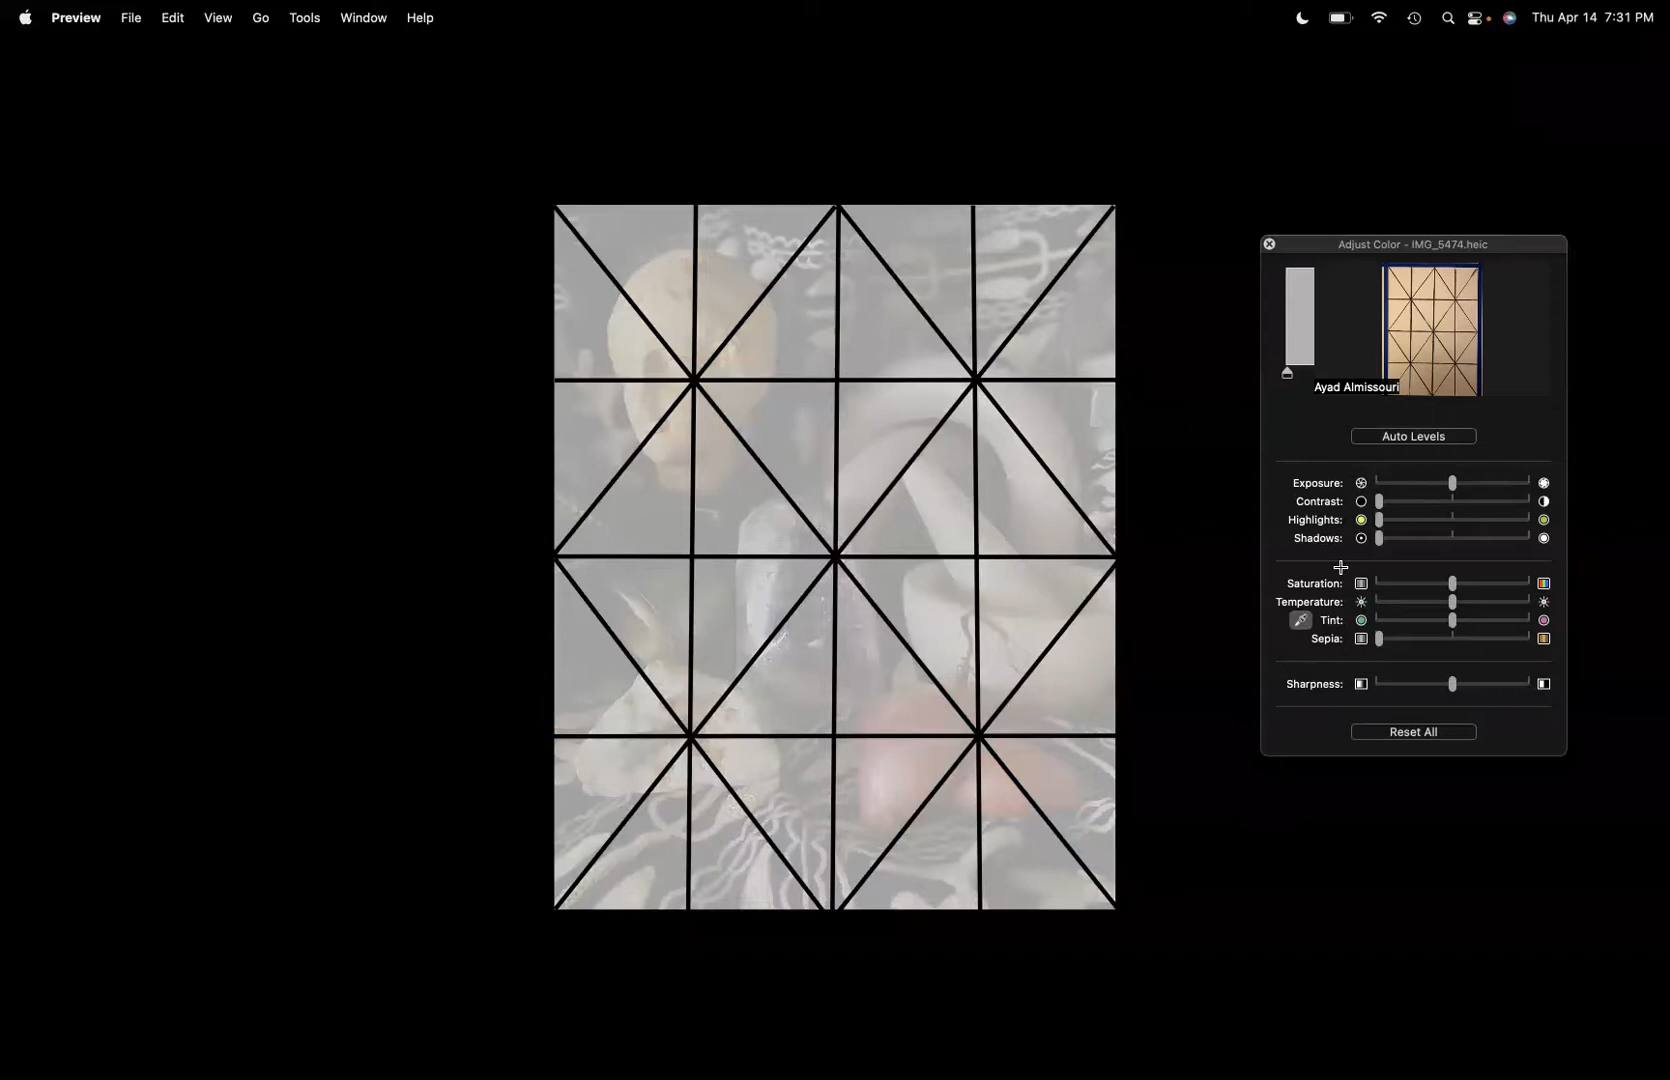 Preview File Edit View Go Tools Window Help Thu Apr 14 7:31 PM
Adjust Color - IMG_5474.heic
Ayad Almissouri
Auto Levels
Exposure:
Contrast:
Highlights:
Shadows:
Saturation:
Temperature:
Tint:
Sepia:
Sharpness:
Reset All